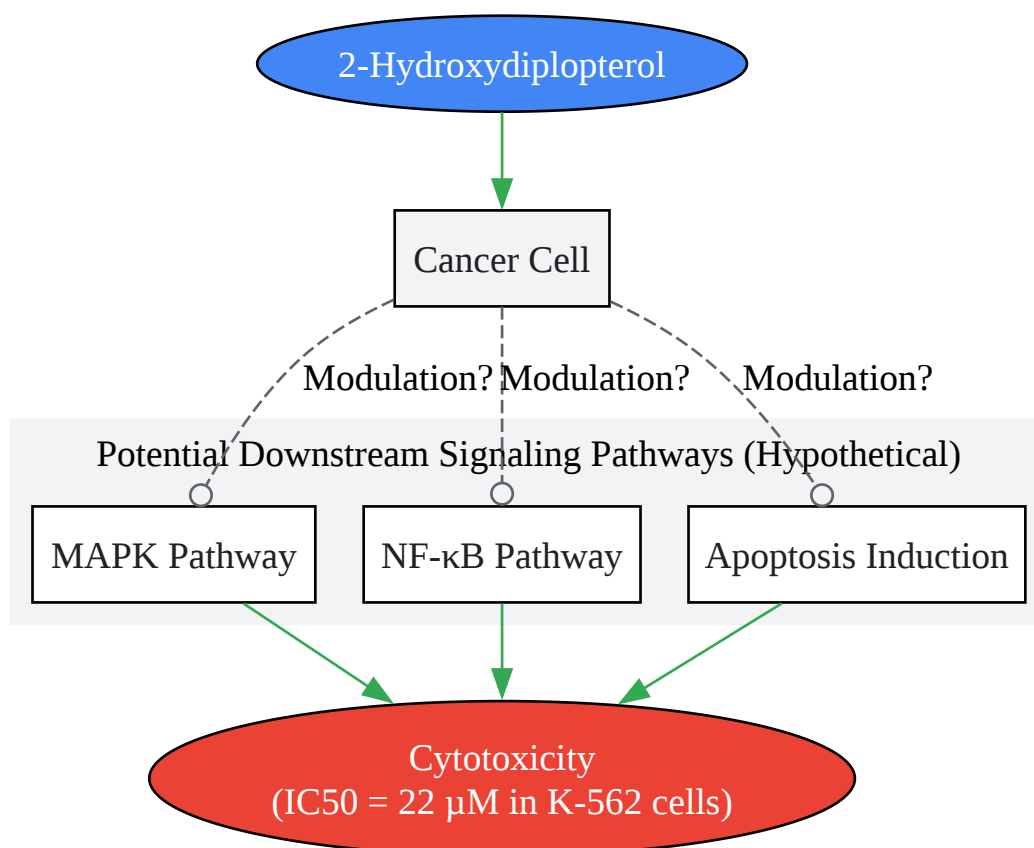 2-Hydroxydiplopterol
Cancer Cell
Modulation? Modulation? Modulation?
Potential Downstream Signaling Pathways (Hypothetical)
MAPK Pathway NF-κB Pathway Apoptosis Induction
Cytotoxicity
(IC50 = 22 µM in K-562 cells)